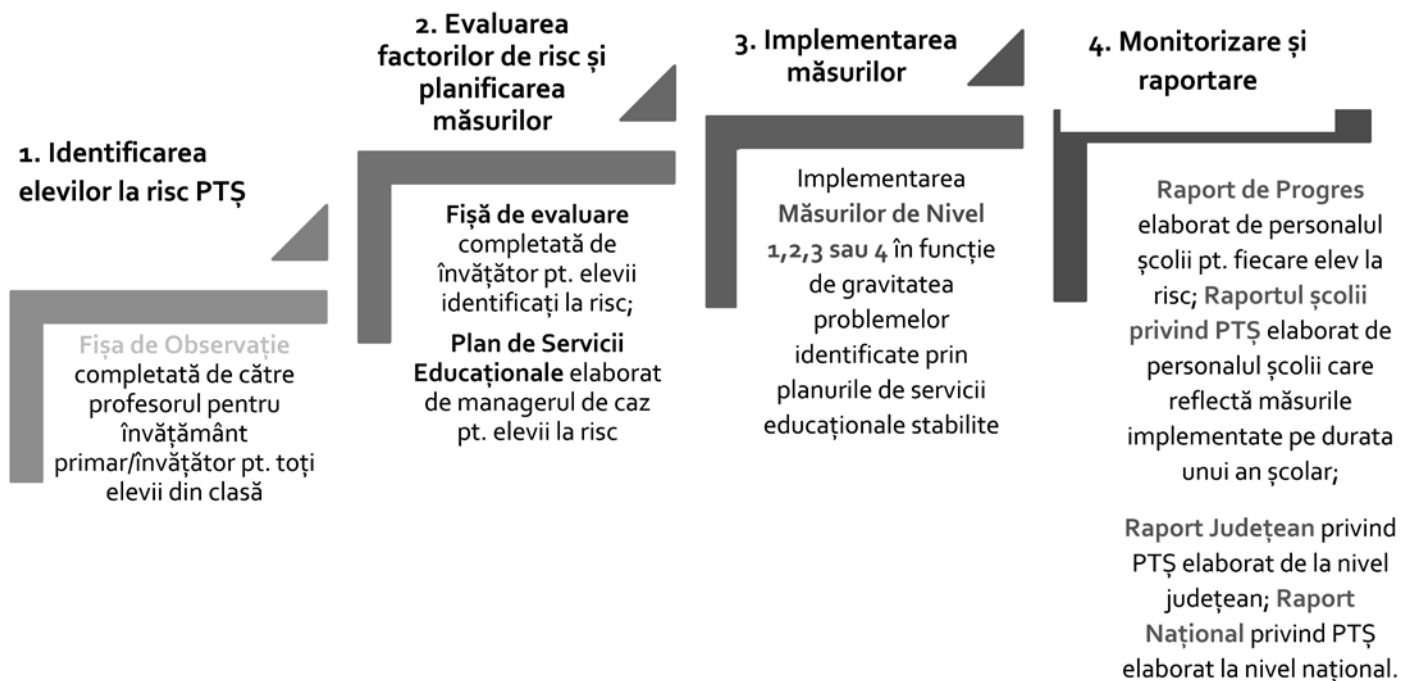 1. Identificarea
elevilor la risc PTȘ
Fișa de Observație
completată de către
profesorul pentru
învățământ
primar/învățător pt. toți
elevii din clasă
2. Evaluarea
factorilor de risc și
planificarea
măsurilor
Fișă de evaluare
completată de
învățător pt. elevii
identificați la risc;
Plan de Servicii
Educaționale elaborat
de managerul de caz
pt. elevii la risc
3. Implementarea
măsurilor
Implementarea
Măsurilor de Nivel
1,2,3 sau 4 în funcție
de gravitatea
problemelor
identificate prin
planurile de servicii
educaționale stabilite
4. Monitorizare și
raportare
Raport de Progres
elaborat de personalul
școlii pt. fiecare elev la
risc; Raportul școlii
privind PTȘ elaborat de
personalul școlii care
reflectă măsurile
implementate pe durata
unui an școlar;
Raport Județean privind
PTȘ elaborat de la nivel
județean; Raport
Național privind PTȘ
elaborat la nivel național.